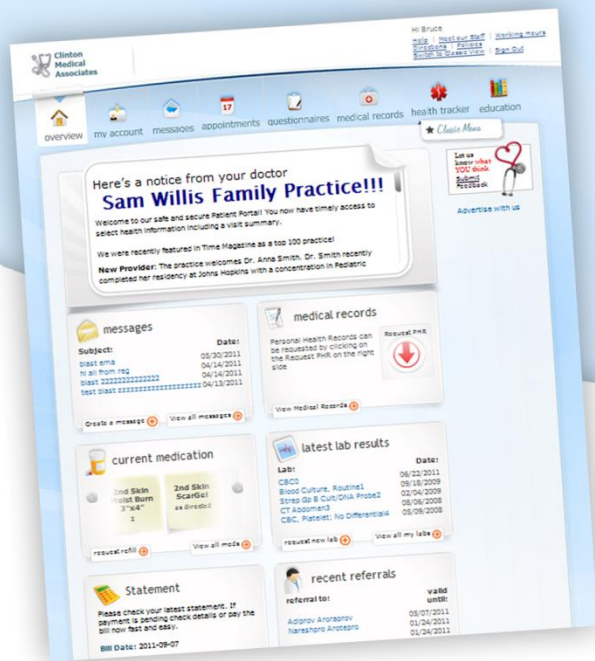 Clinton
Medical
Associates
Hi Bruce
Help | Meet our Staff | Working Hours
Directions | Policies
Switch to Classic View | Sign Out
overview
my account
messages
17
appointments
questionnaires
medical records
health tracker
education
★ Classic Menu
Here's a notice from your doctor
Sam Willis Family Practice!!!
Welcome to our safe and secure Patient Portal! You now have timely access to
select health information including a visit summary.
We were recently featured in Time Magazine as a top 100 practice!
New Provider: The practice welcomes Dr. Anna Smith. Dr. Smith recently
completed her residency at Johns Hopkins with a concentration in Pediatric
Let us
know what
YOU think
Submit
Feedback
Advertise with us
messages
Subject: Date:
blast ema 05/30/2011
hi all from reg 04/14/2011
blast 04/14/2011
test blast 04/13/2011
Create a message
View all messages
medical records
Personal Health Records can
be requested by clicking on
the Request PHR on the right
side
Request PHR
View Medical Records
current medication
2nd Skin
Moist Burn
3"x4"
2nd Skin
ScarGel
as directed
request refill
View all meds
latest lab results
Lab: Date:
CBC0 06/22/2011
Blood Culture, Routine1 09/18/2009
Strep Gp B Cult/DNA Probe2 02/04/2009
CT Abdomen3 08/06/2008
CBC, Platelet; No Differential4 05/09/2008
request new lab
View all my labs
Statement
Please check your latest statement. If
payment is pending check details or pay the
bill now fast and easy.
Bill Date: 2011-09-07
recent referrals
referral to: valid
until:
Adiprov Aroraprov 05/07/2011
Nareshpro Arotepro 01/24/2011
01/24/2011